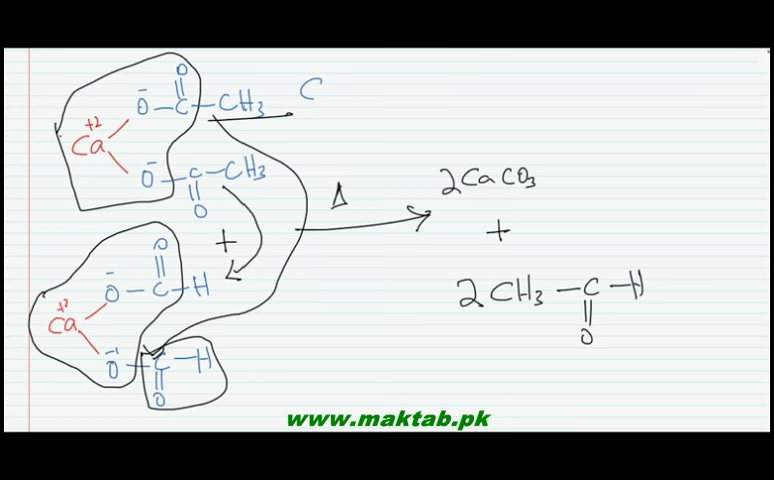 O
‖
Ō—C—CH3 C
+2
Ca
Ō—C—CH3
‖
O
Δ
2CaCO3
+
+
O
‖
Ō—C—H
2CH3—C—H
‖
O
+2
Ca
Ō—C—H
‖
O
www.maktab.pk